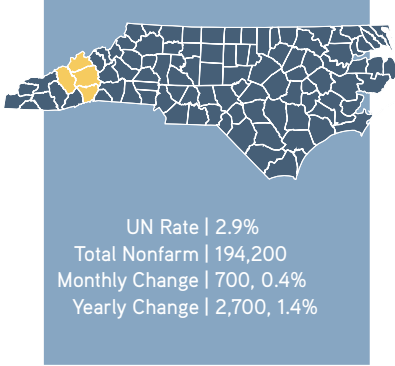 UN Rate | 2.9%
Total Nonfarm | 194,200
Monthly Change | 700, 0.4%
Yearly Change | 2,700, 1.4%